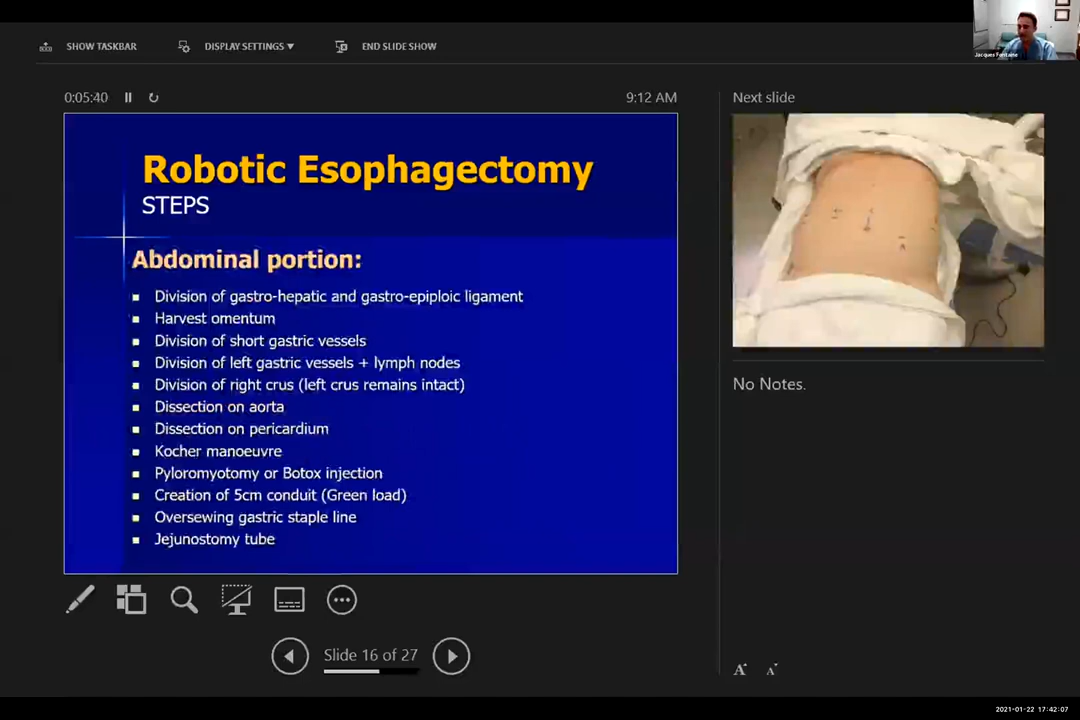 Jacques Fontaine
SHOW TASKBAR
DISPLAY SETTINGS ▼
END SLIDE SHOW
0:05:40
9:12 AM
Next slide
Robotic Esophagectomy
STEPS
Abdominal portion:
Division of gastro-hepatic and gastro-epiploic ligament
Harvest omentum
Division of short gastric vessels
Division of left gastric vessels + lymph nodes
Division of right crus (left crus remains intact)
Dissection on aorta
Dissection on pericardium
Kocher manoeuvre
Pyloromyotomy or Botox injection
Creation of 5cm conduit (Green load)
Oversewing gastric staple line
Jejunostomy tube
No Notes.
Slide 16 of 27
A A
2021-01-22 17:42:07